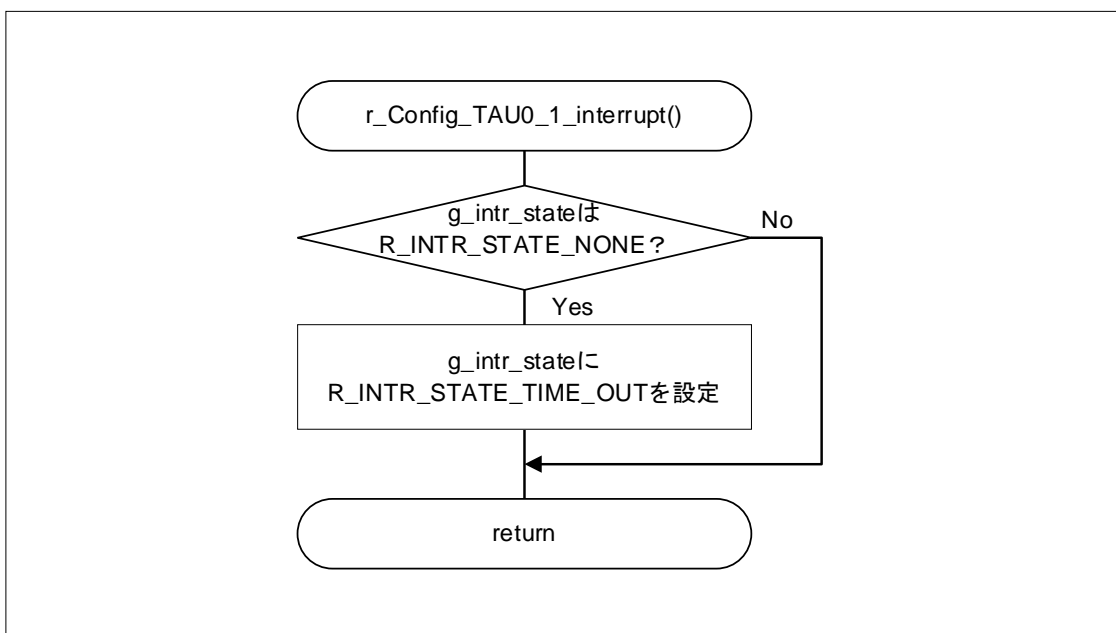 r_Config_TAU0_1_interrupt()
g_intr_stateは
R_INTR_STATE_NONE？
No
Yes
g_intr_stateに
R_INTR_STATE_TIME_OUTを設定
return